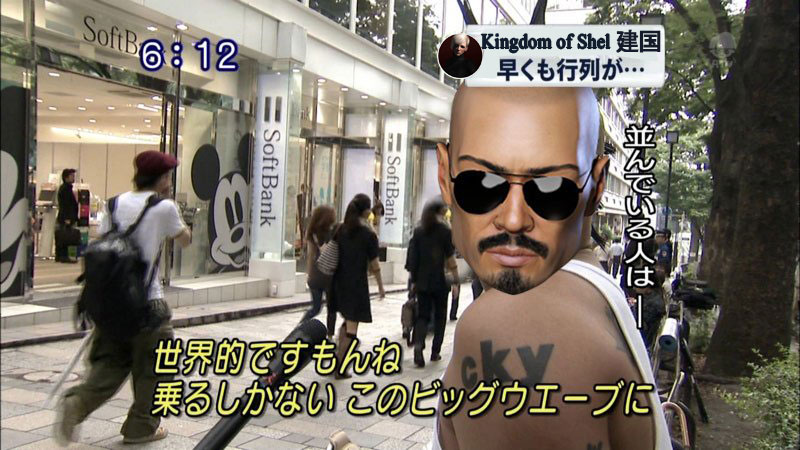 SoftB
6:12
Kingdom of Shel 建国
早くも行列が…
SoftBank
SoftBank
並んでいる人は―
cky
世界的ですもんね
乗るしかない このビッグウエーブに